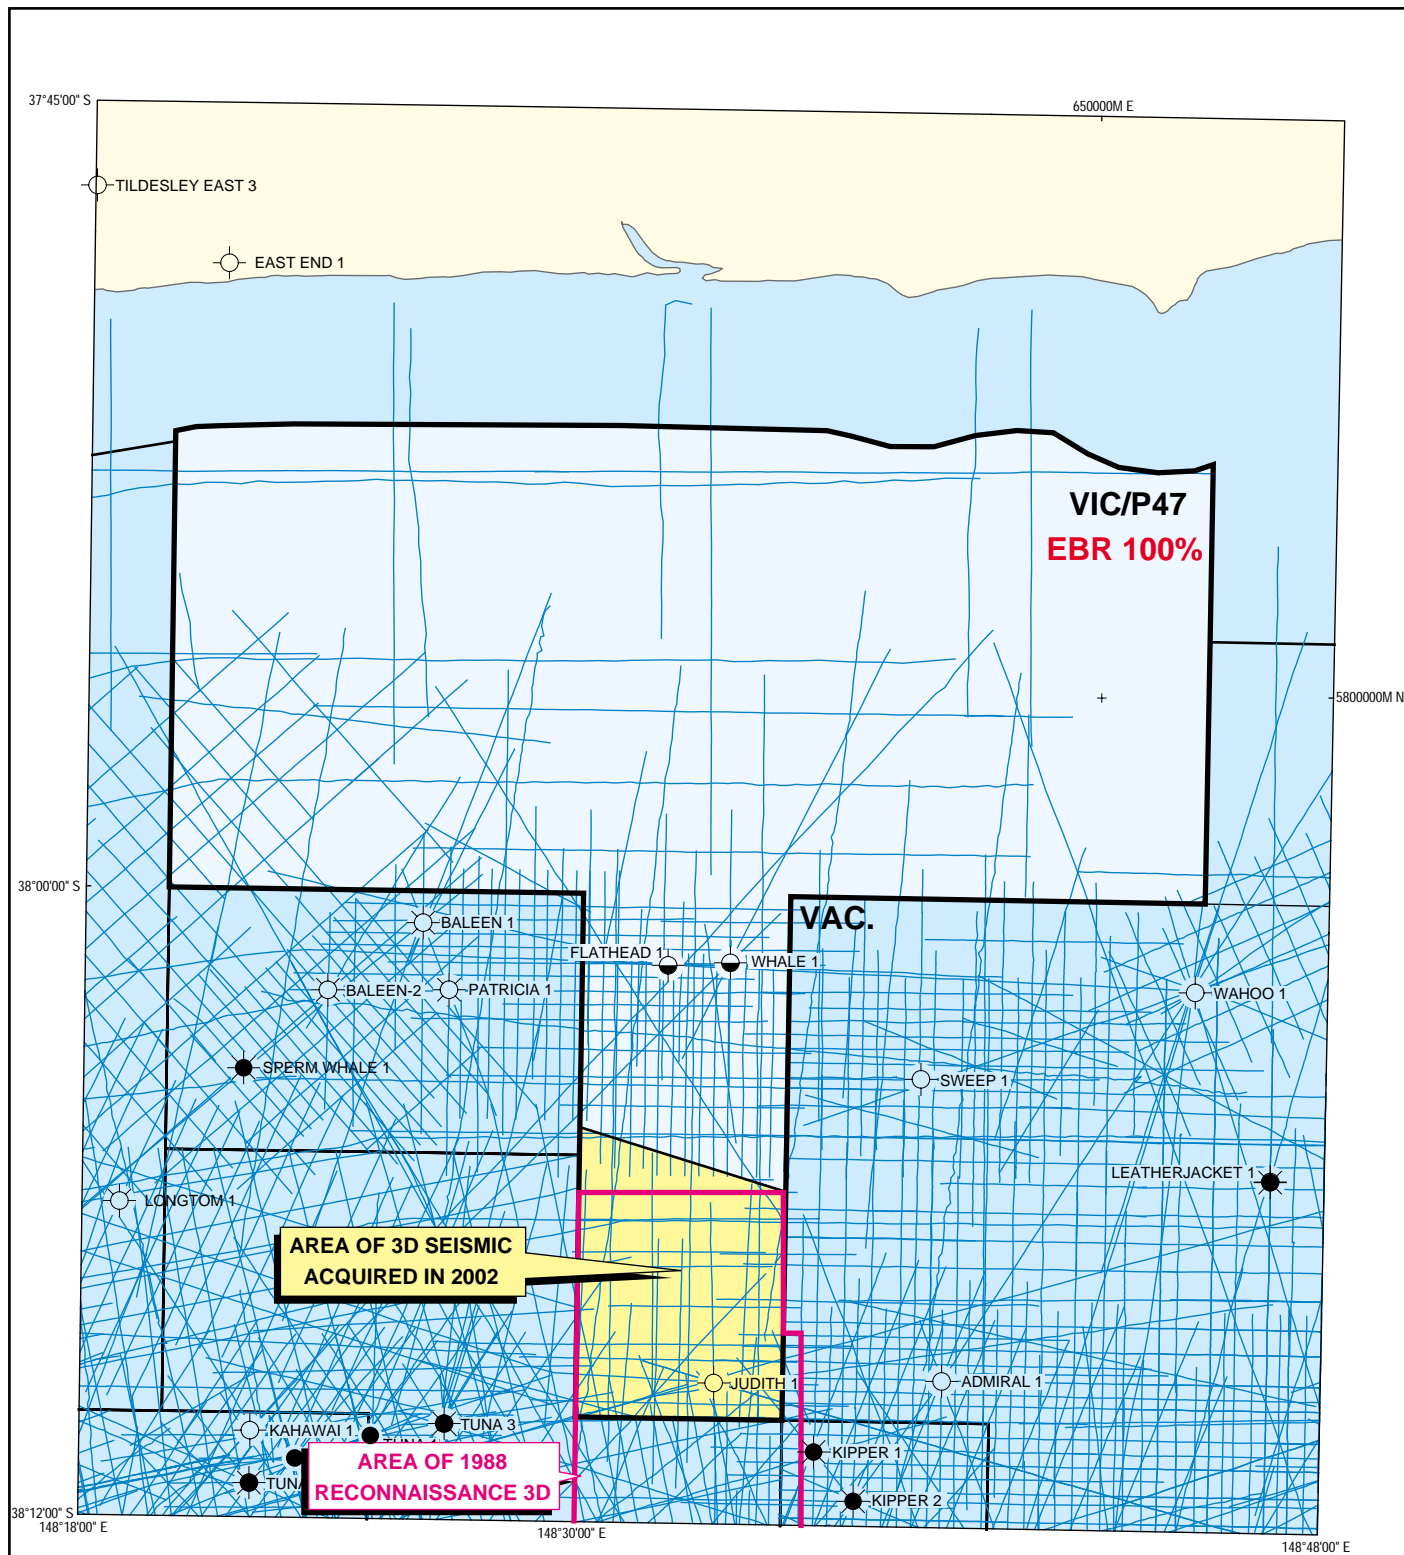 37°45'00" S
650000M E
TILDESLEY EAST 3
EAST END 1
VIC/P47
EBR 100%
5800000M N
38°00'00" S
BALEEN 1
VAC.
FLATHEAD 1
WHALE 1
BALEEN-2
PATRICIA 1
WAHOO 1
SPERM WHALE 1
SWEEP 1
LEATHERJACKET 1
LONGTOM 1
AREA OF 3D SEISMIC
ACQUIRED IN 2002
JUDITH 1
ADMIRAL 1
TUNA 3
KAHAWAI 1
KIPPER 1
AREA OF 1988
RECONNAISSANCE 3D
TUNA
KIPPER 2
38°12'00" S
148°18'00" E
148°30'00" E
148°48'00" E